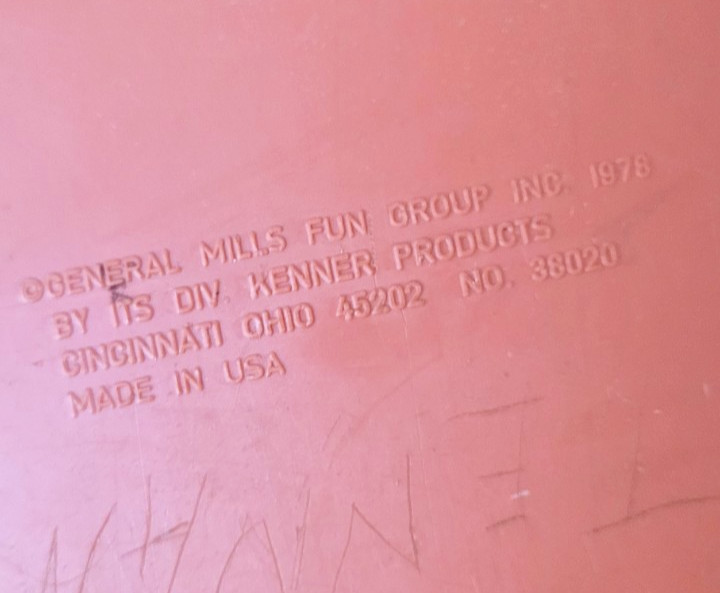 ©GENERAL MILLS FUN GROUP INC. 1978
BY ITS DIV. KENNER PRODUCTS
CINCINNATI OHIO 45202 NO. 38020
MADE IN USA